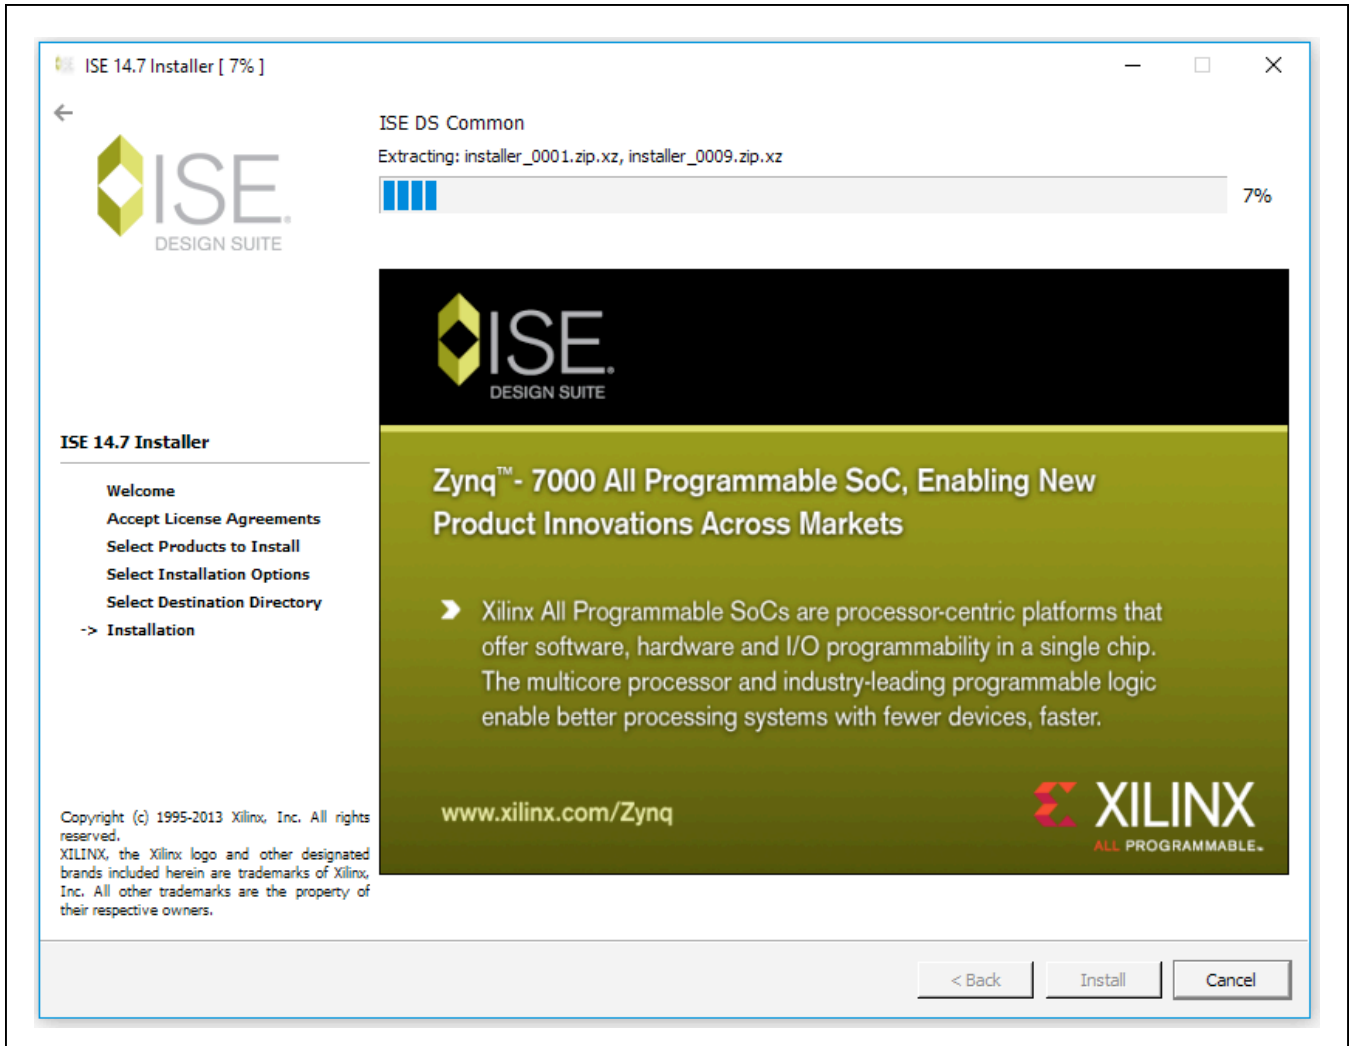 ISE 14.7 Installer [ 7% ]
ISE DS Common
Extracting: installer_0001.zip.xz, installer_0009.zip.xz
7%
ISE.
DESIGN SUITE
ISE 14.7 Installer
Welcome
Accept License Agreements
Select Products to Install
Select Installation Options
Select Destination Directory
-> Installation
Copyright (c) 1995-2013 Xilinx, Inc. All rights
reserved.
XILINX, the Xilinx logo and other designated
brands included herein are trademarks of Xilinx,
Inc. All other trademarks are the property of
their respective owners.
ISE.
DESIGN SUITE
Zynq™- 7000 All Programmable SoC, Enabling New
Product Innovations Across Markets
Xilinx All Programmable SoCs are processor-centric platforms that
offer software, hardware and I/O programmability in a single chip.
The multicore processor and industry-leading programmable logic
enable better processing systems with fewer devices, faster.
www.xilinx.com/Zynq
XILINX
ALL PROGRAMMABLE™
< Back
Install
Cancel